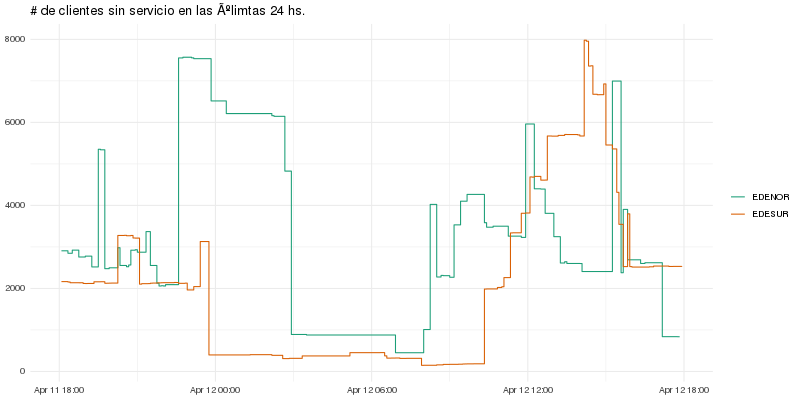 # de clientes sin servicio en las Ãºlimtas 24 hs.
8000
6000
4000
2000
0
Apr 11 18:00
Apr 12 00:00
Apr 12 06:00
Apr 12 12:00
Apr 12 18:00
EDENOR
EDESUR